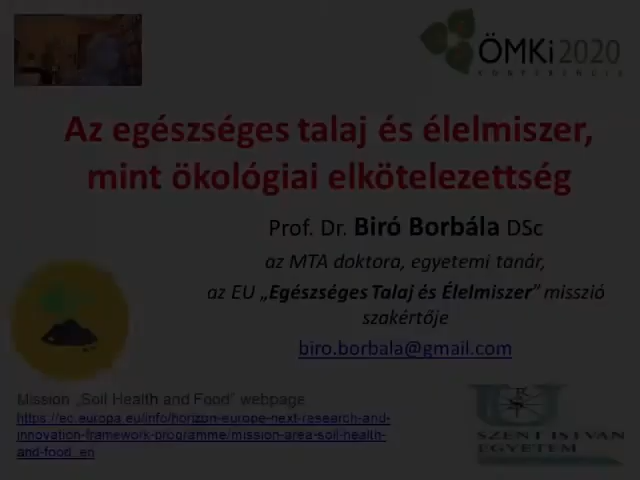 ÖMKi 2020
KONFERENCIA
Az egészséges talaj és élelmiszer,
mint ökológiai elkötelezettség
Prof. Dr. Biró Borbála DSc
az MTA doktora, egyetemi tanár,
az EU „Egészséges Talaj és Élelmiszer" misszió
szakértője
biro.borbala@gmail.com
Mission „Soil Health and Food" webpage
https://ec.europa.eu/info/horizon-europe-next-research-and-
innovation-framework-programme/mission-area-soil-health-
and-food_en
SZENT ISTVÁN
EGYETEM